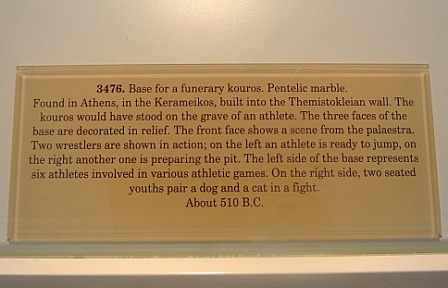 3476. Base for a funerary kouros. Pentelic marble.
Found in Athens, in the Kerameikos, built into the Themistokleian wall. The
kouros would have stood on the grave of an athlete. The three faces of the
base are decorated in relief. The front face shows a scene from the palaestra.
Two wrestlers are shown in action; on the left an athlete is ready to jump, on
the right another one is preparing the pit. The left side of the base represents
six athletes involved in various athletic games. On the right side, two seated
youths pair a dog and a cat in a fight.
About 510 B.C.